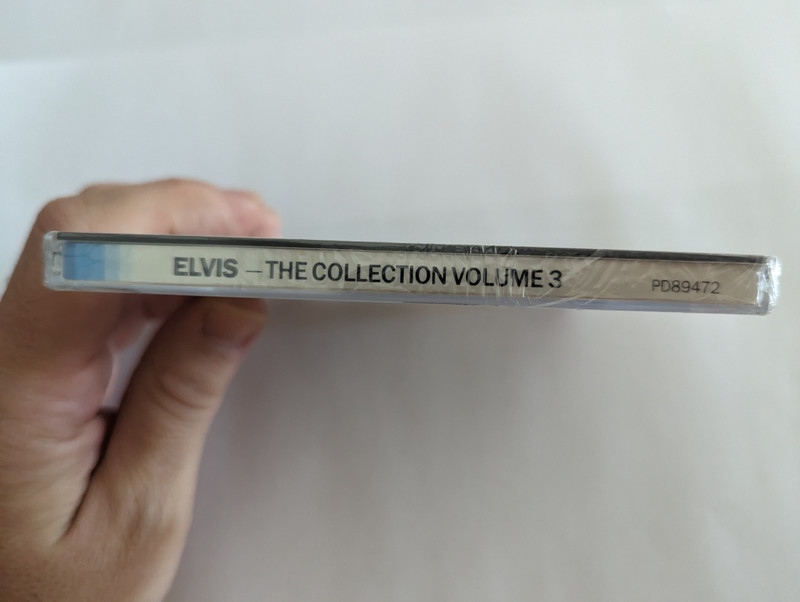 ELVIS – THE COLLECTION VOLUME 3 PD89472